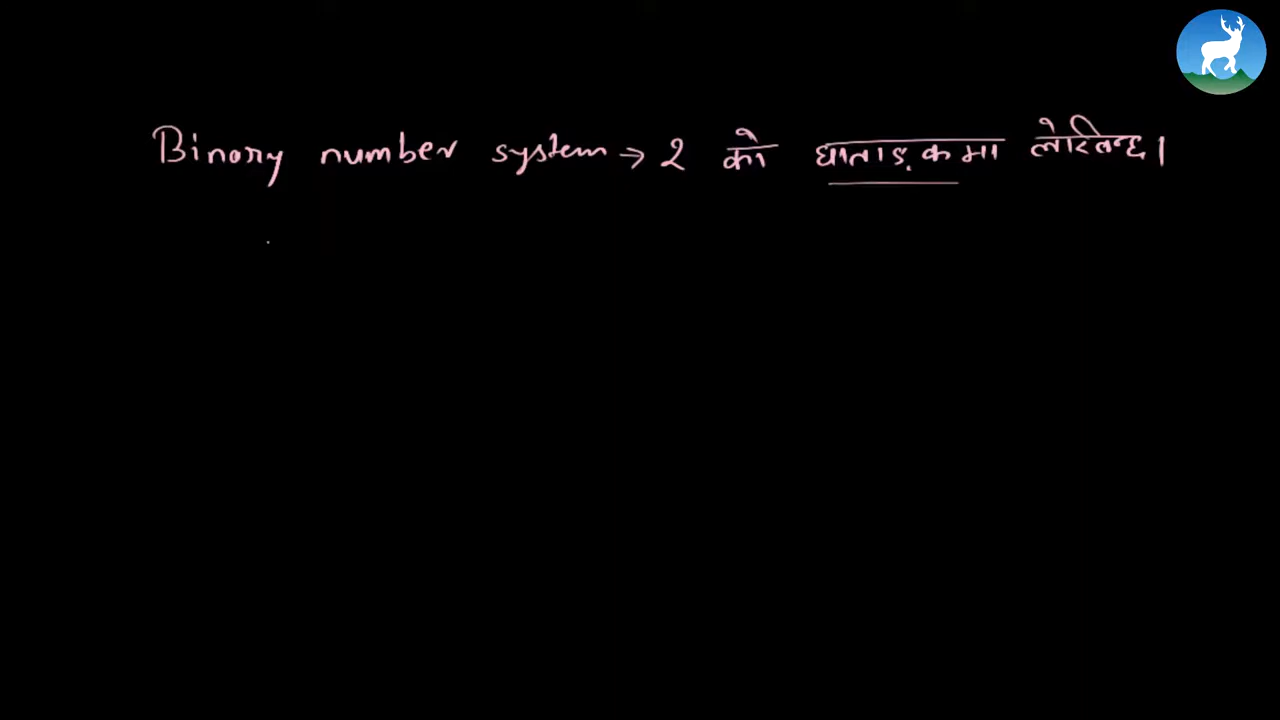 Binary number system → 2 को घाताङ्कमा लेखिन्छ।